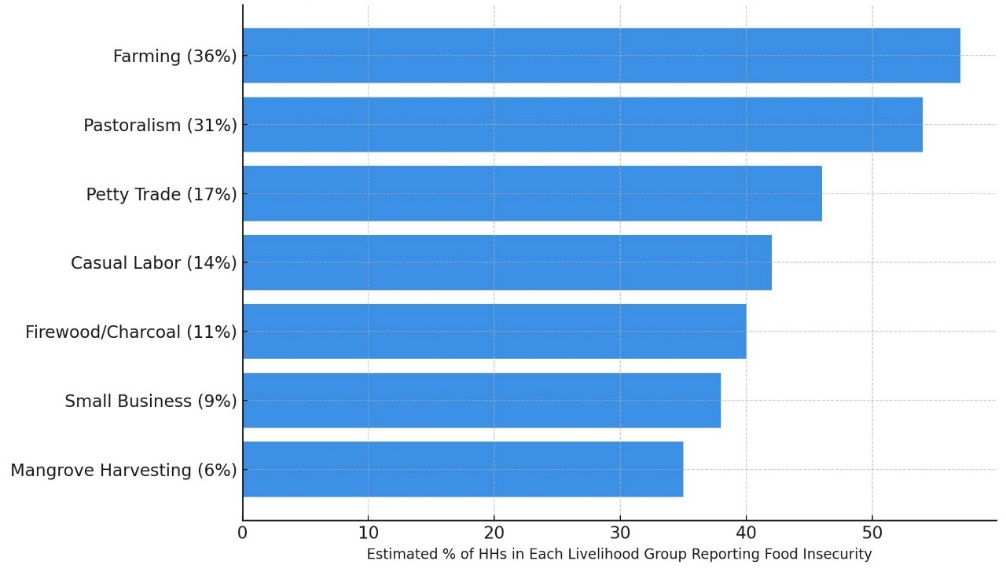 Farming (36%)
Pastoralism (31%)
Petty Trade (17%)
Casual Labor (14%)
Firewood/Charcoal (11%)
Small Business (9%)
Mangrove Harvesting (6%)
0 10 20 30 40 50
Estimated % of HHs in Each Livelihood Group Reporting Food Insecurity